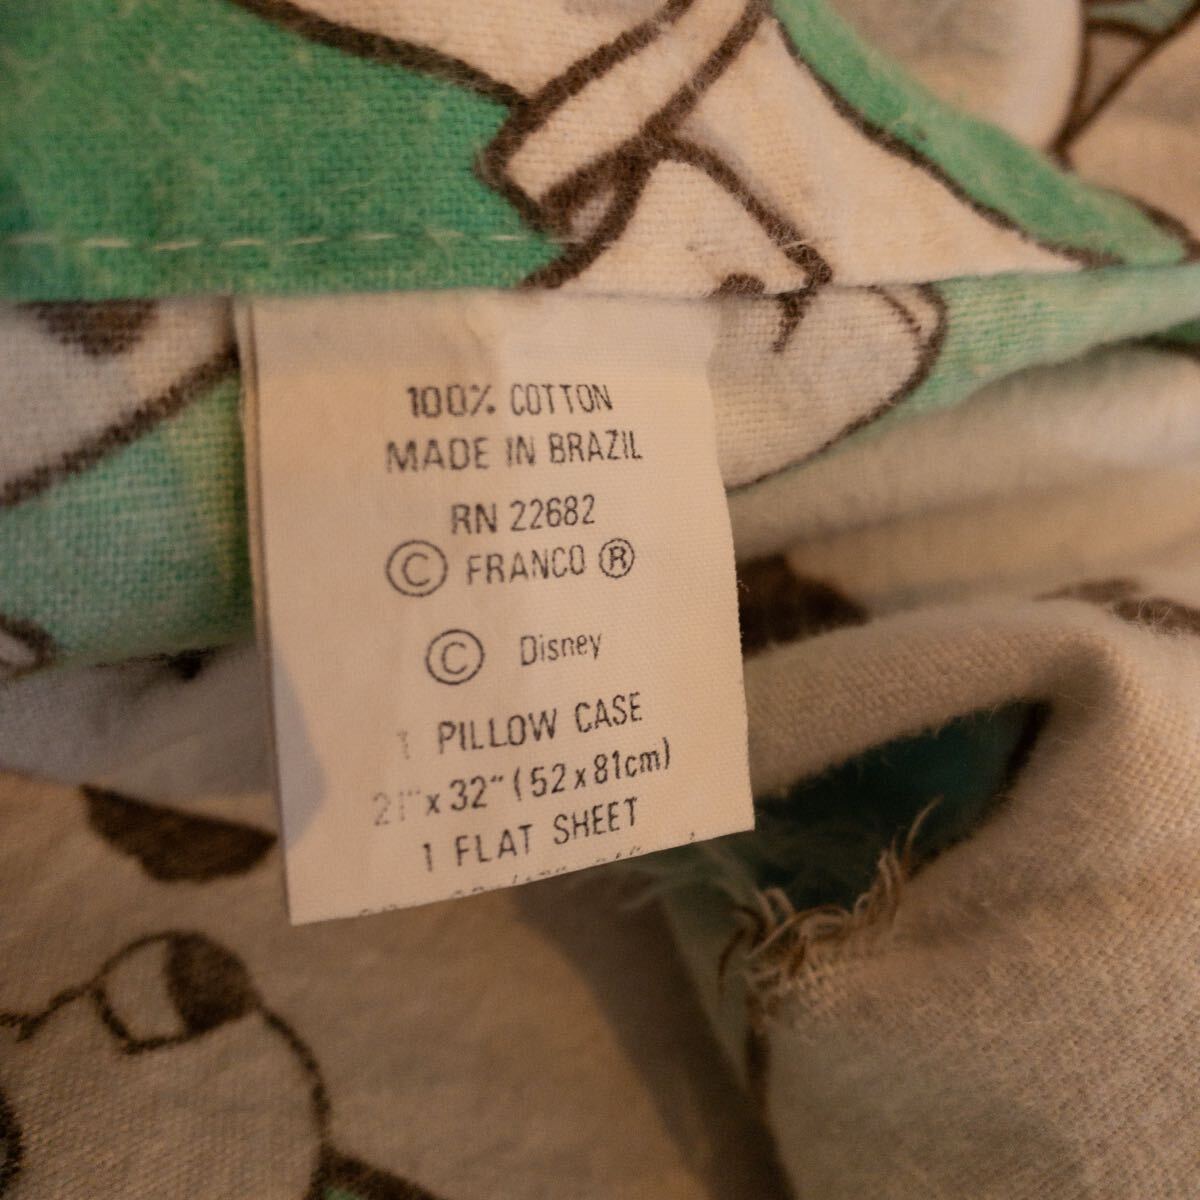 100% COTTON
MADE IN BRAZIL
RN 22682
© FRANCO ®
© Disney
1 PILLOW CASE
21"x 32" (52 x 81cm)
1 FLAT SHEET